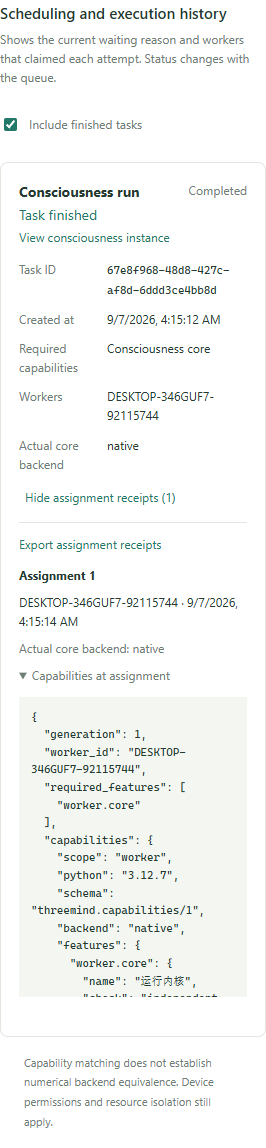 Scheduling and execution history
Shows the current waiting reason and workers
that claimed each attempt. Status changes with
the queue.
Include finished tasks
Consciousness run
Completed
Task finished
View consciousness instance
Task ID
67e8f968-48d8-427c-
af8d-6ddd3ce4bb8d
Created at
9/7/2026, 4:15:12 AM
Required
capabilities
Consciousness core
Workers
DESKTOP-346GUF7-
92115744
Actual core
backend
native
Hide assignment receipts (1)
Export assignment receipts
Assignment 1
DESKTOP-346GUF7-92115744 · 9/7/2026,
4:15:14 AM
Actual core backend: native
▼ Capabilities at assignment
{
"generation": 1,
"worker_id": "DESKTOP-
346GUF7-92115744",
"required_features": [
"worker.core"
],
"capabilities": {
"scope": "worker",
"python": "3.12.7",
"schema":
"threemind.capabilities/1",
"backend": "native",
"features": {
"worker.core": {
"name": "运行内核",
Capability matching does not establish
numerical backend equivalence. Device
permissions and resource isolation still
apply.